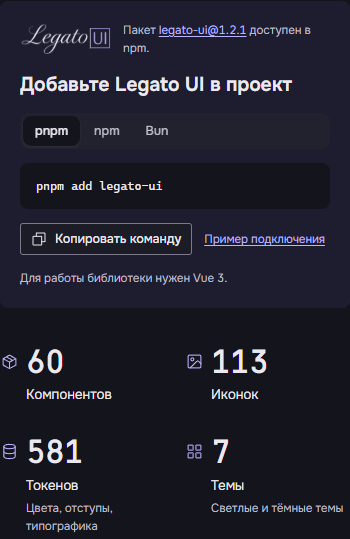 Legato UI
Пакет legato-ui@1.2.1 доступен в
npm.
Добавьте Legato UI в проект
pnpm npm Bun
pnpm add legato-ui
Копировать команду Пример подключения
Для работы библиотеки нужен Vue 3.
60 113
Компонентов Иконок
581 7
Токенов Темы
Цвета, отступы, Светлые и тёмные темы
типографика